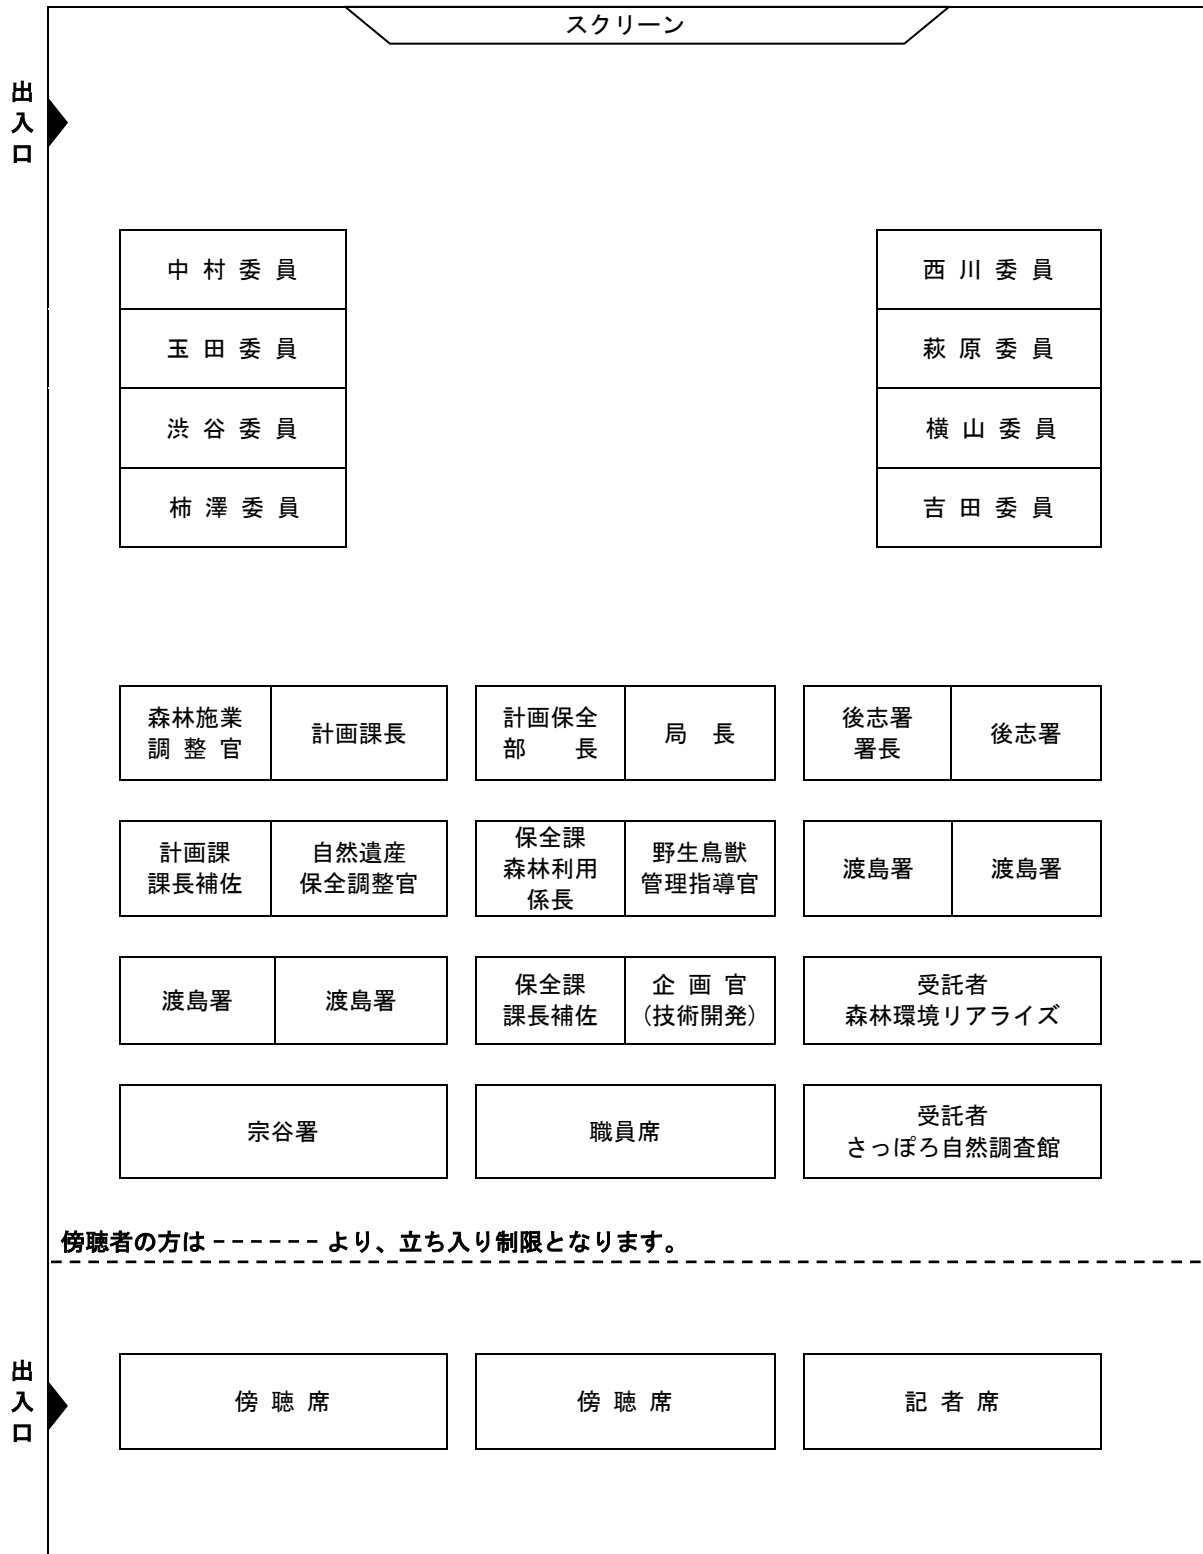 スクリーン
出入口
中村委員
西川委員
玉田委員
萩原委員
渋谷委員
横山委員
柿澤委員
吉田委員
森林施業
調整官
計画課長
計画保全
部　　長
局　長
後志署
署長
後志署
計画課
課長補佐
自然遺産
保全調整官
保全課
森林利用
係長
野生鳥獣
管理指導官
渡島署
渡島署
渡島署
渡島署
保全課
課長補佐
企画官
（技術開発）
受託者
森林環境リアライズ
宗谷署
職員席
受託者
さっぽろ自然調査館
傍聴者の方は ------ より、立ち入り制限となります。
出入口
傍聴席
傍聴席
記者席